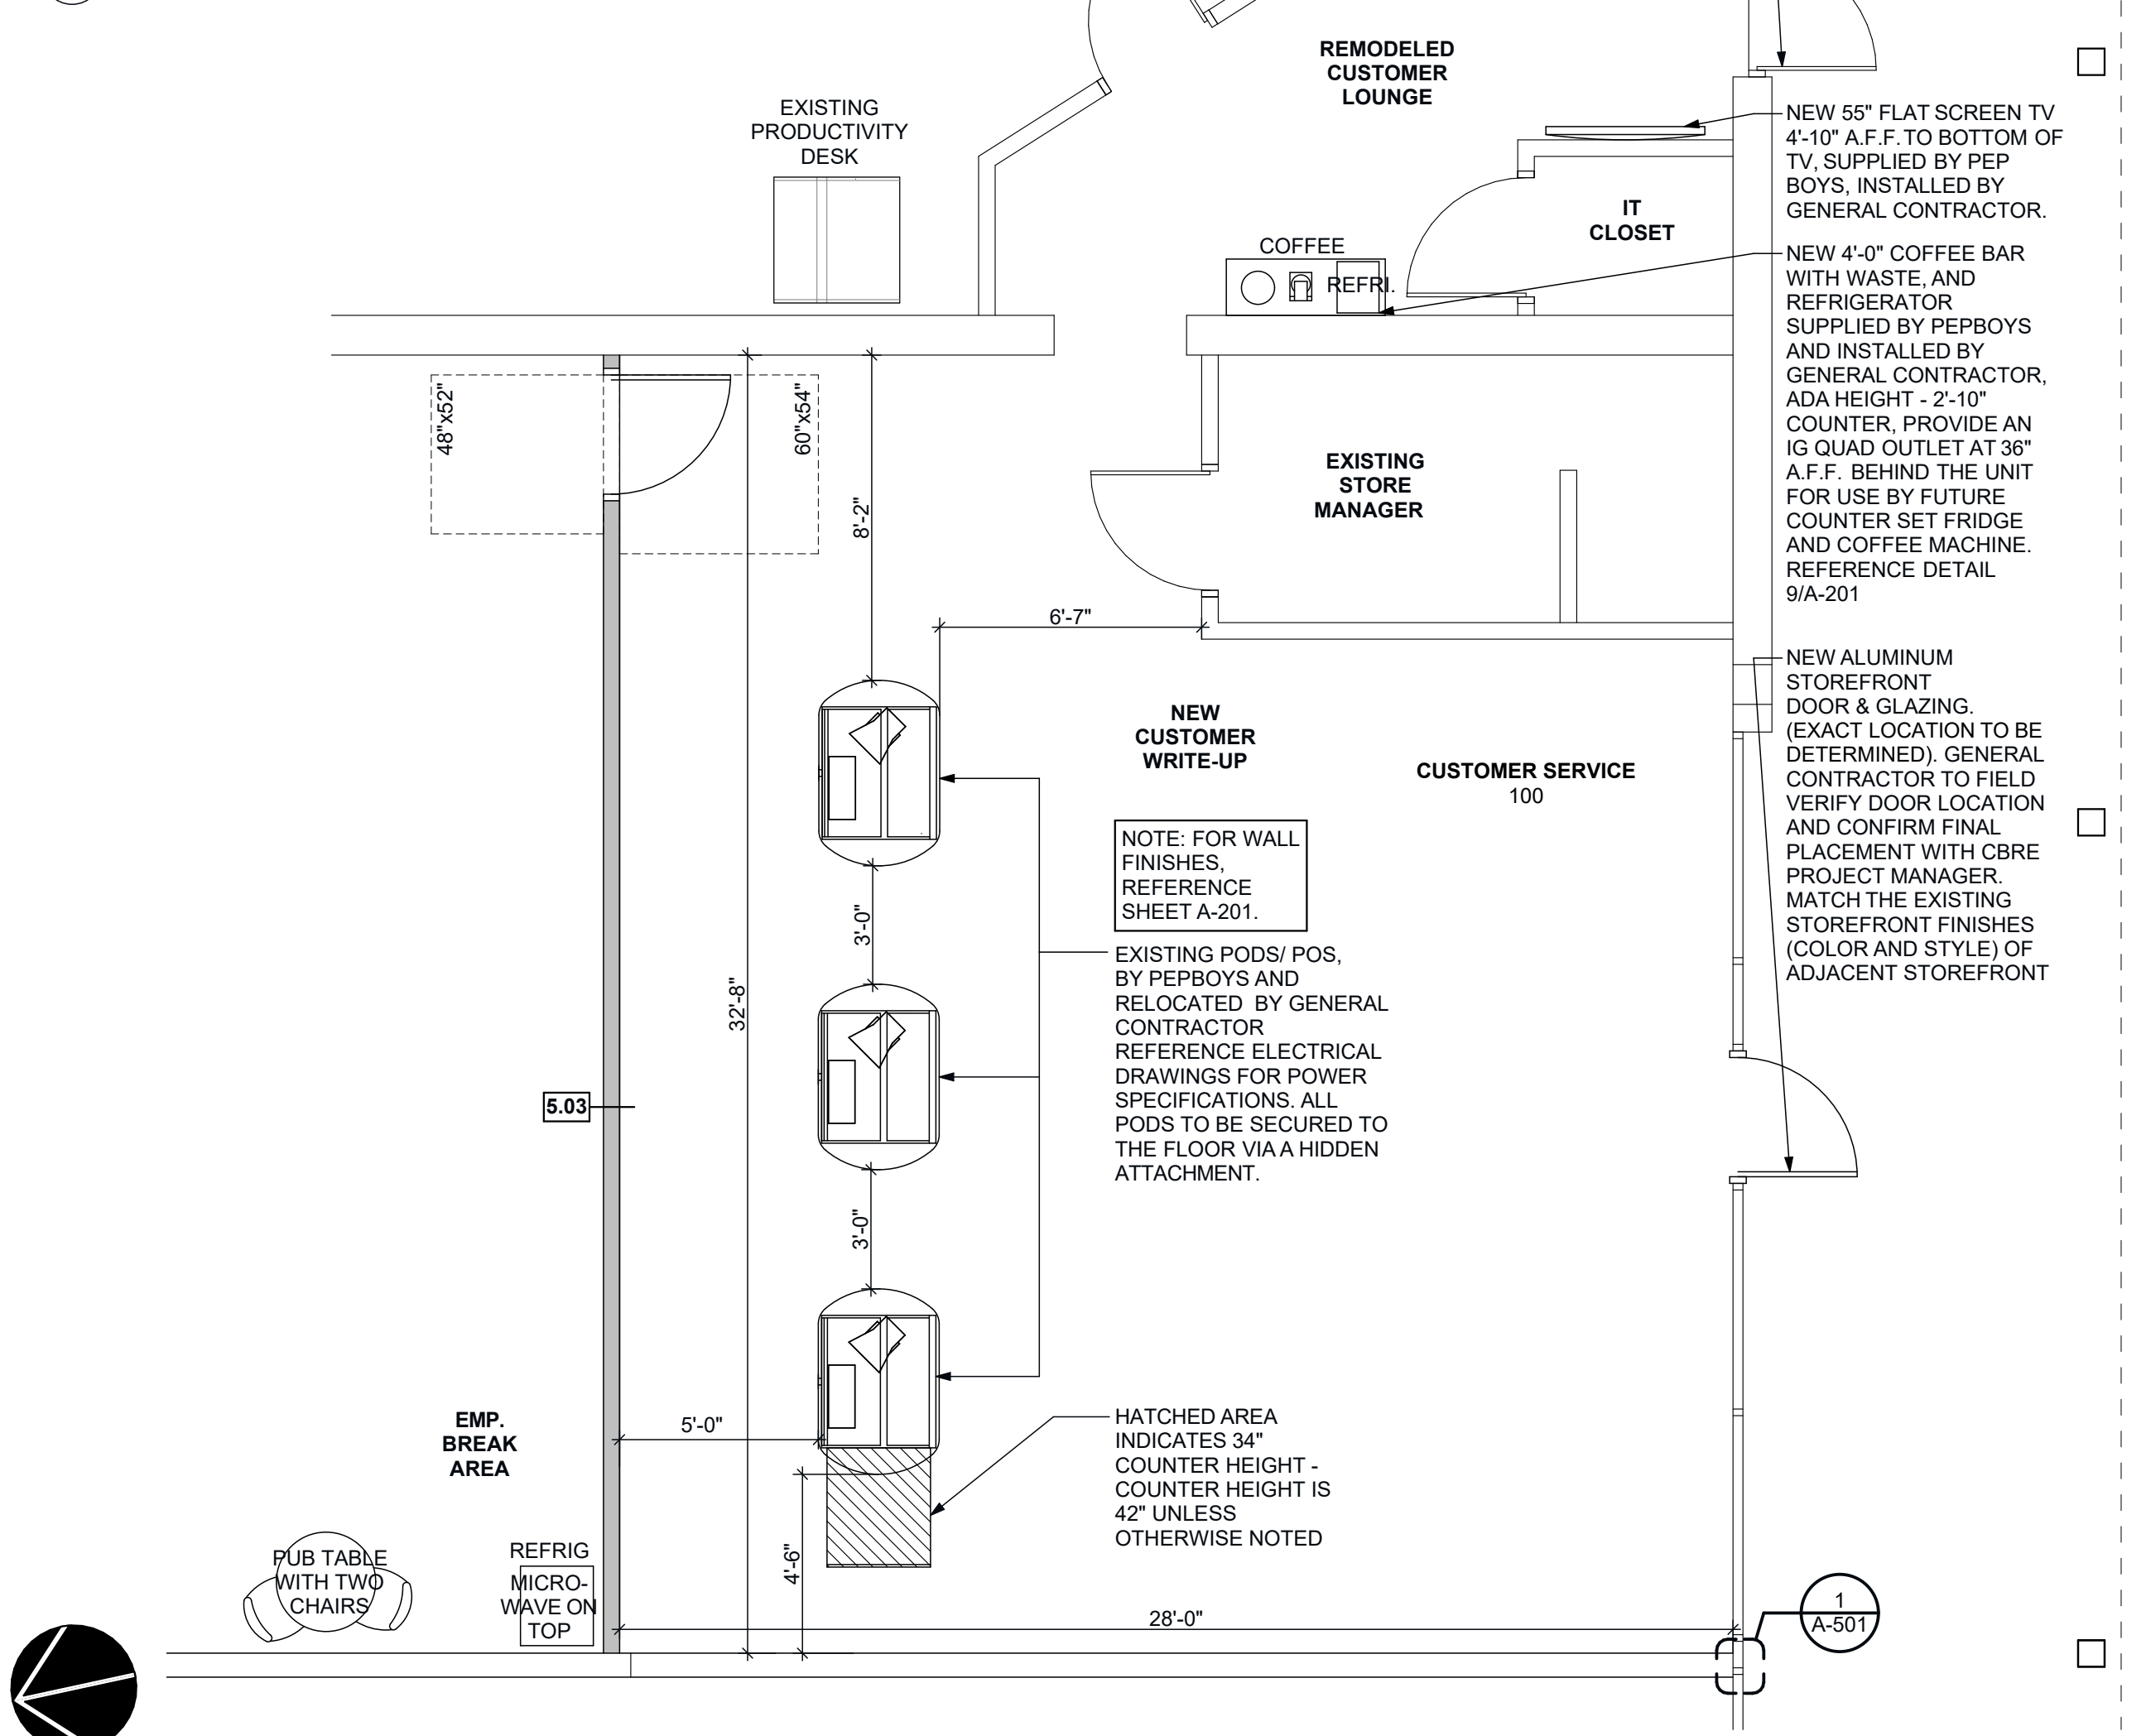 REMODELED
CUSTOMER
LOUNGE
EXISTING
PRODUCTIVITY
DESK
NEW 55" FLAT SCREEN TV
4'-10" A.F.F. TO BOTTOM OF
TV, SUPPLIED BY PEP
BOYS, INSTALLED BY
GENERAL CONTRACTOR.
IT
CLOSET
COFFEE
REFRI.
NEW 4'-0" COFFEE BAR
WITH WASTE, AND
REFRIGERATOR
SUPPLIED BY PEPBOYS
AND INSTALLED BY
GENERAL CONTRACTOR,
ADA HEIGHT - 2'-10"
COUNTER, PROVIDE AN
IG QUAD OUTLET AT 36"
A.F.F. BEHIND THE UNIT
FOR USE BY FUTURE
COUNTER SET FRIDGE
AND COFFEE MACHINE.
REFERENCE DETAIL
9/A-201
48"x52"
60"x54"
8'-2"
EXISTING
STORE
MANAGER
6'-7"
NEW ALUMINUM
STOREFRONT
DOOR & GLAZING.
(EXACT LOCATION TO BE
DETERMINED). GENERAL
CONTRACTOR TO FIELD
VERIFY DOOR LOCATION
AND CONFIRM FINAL
PLACEMENT WITH CBRE
PROJECT MANAGER.
MATCH THE EXISTING
STOREFRONT FINISHES
(COLOR AND STYLE) OF
ADJACENT STOREFRONT
NEW
CUSTOMER
WRITE-UP
CUSTOMER SERVICE
100
NOTE: FOR WALL
FINISHES,
REFERENCE
SHEET A-201.
3'-0"
32'-8"
EXISTING PODS/ POS,
BY PEPBOYS AND
RELOCATED BY GENERAL
CONTRACTOR
REFERENCE ELECTRICAL
DRAWINGS FOR POWER
SPECIFICATIONS. ALL
PODS TO BE SECURED TO
THE FLOOR VIA A HIDDEN
ATTACHMENT.
5.03
3'-0"
EMP.
BREAK
AREA
5'-0"
HATCHED AREA
INDICATES 34"
COUNTER HEIGHT -
COUNTER HEIGHT IS
42" UNLESS
OTHERWISE NOTED
4'-6"
PUB TABLE
WITH TWO
CHAIRS
REFRIG
MICRO-
WAVE ON
TOP
28'-0"
1
A-501